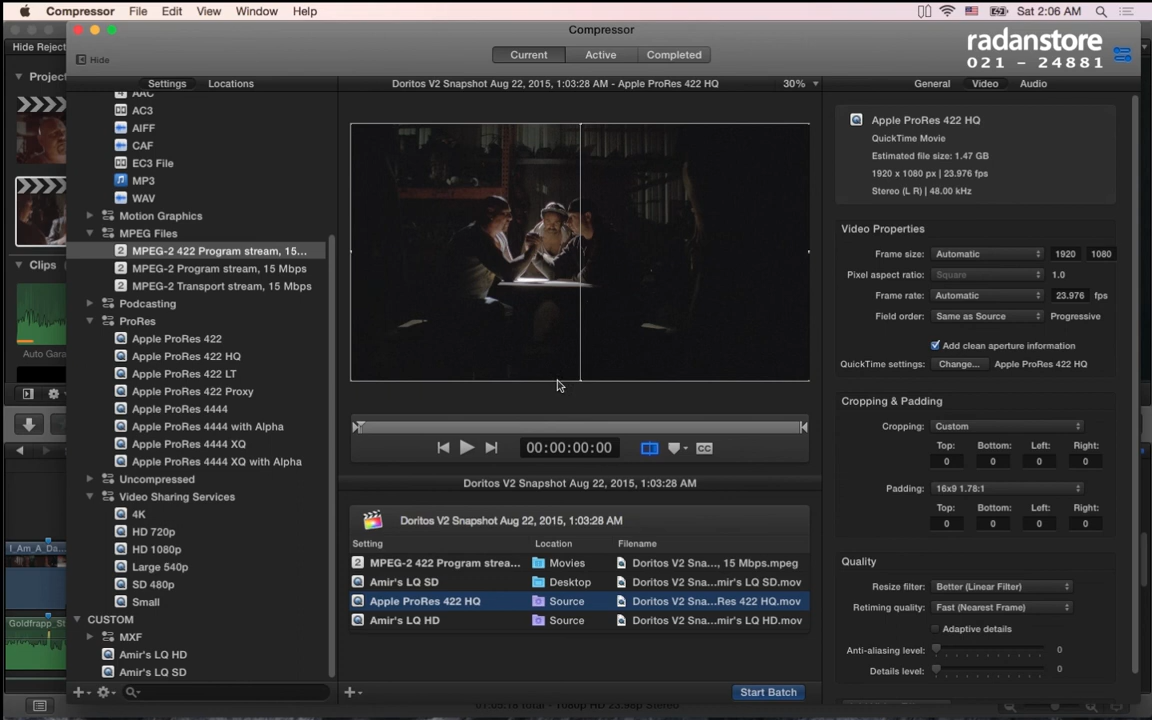 Compressor File Edit View Window Help Sat 2:06 AM
Compressor
Hide Reject
Hide
Current Active Completed
radanstore
021 - 24881
Project
Settings Locations
Doritos V2 Snapshot Aug 22, 2015, 1:03:28 AM - Apple ProRes 422 HQ 30%
General Video Audio
AAC
AC3
AIFF
CAF
EC3 File
MP3
WAV
Motion Graphics
MPEG Files
MPEG-2 422 Program stream, 15...
MPEG-2 Program stream, 15 Mbps
MPEG-2 Transport stream, 15 Mbps
Podcasting
ProRes
Apple ProRes 422
Apple ProRes 422 HQ
Apple ProRes 422 LT
Apple ProRes 422 Proxy
Apple ProRes 4444
Apple ProRes 4444 with Alpha
Apple ProRes 4444 XQ
Apple ProRes 4444 XQ with Alpha
Uncompressed
Video Sharing Services
4K
HD 720p
HD 1080p
Large 540p
SD 480p
Small
CUSTOM
MXF
Amir's LQ HD
Amir's LQ SD
Clips
Auto Gara
I_Am_A_Da...
Goldfrapp_St
00:00:00:00
CC
Doritos V2 Snapshot Aug 22, 2015, 1:03:28 AM
Doritos V2 Snapshot Aug 22, 2015, 1:03:28 AM
Setting Location Filename
MPEG-2 422 Program strea... Movies Doritos V2 Sna..., 15 Mbps.mpeg
Amir's LQ SD Desktop Doritos V2 Sna...mir's LQ SD.mov
Apple ProRes 422 HQ Source Doritos V2 Sna...Res 422 HQ.mov
Amir's LQ HD Source Doritos V2 Sna...mir's LQ HD.mov
Start Batch
Apple ProRes 422 HQ
QuickTime Movie
Estimated file size: 1.47 GB
1920 x 1080 px | 23.976 fps
Stereo (L R) | 48.00 kHz
Video Properties
Frame size: Automatic 1920 1080
Pixel aspect ratio: Square 1.0
Frame rate: Automatic 23.976 fps
Field order: Same as Source Progressive
Add clean aperture information
QuickTime settings: Change... Apple ProRes 422 HQ
Cropping & Padding
Cropping: Custom
Top: Bottom: Left: Right:
0 0 0 0
Padding: 16x9 1.78:1
Top: Bottom: Left: Right:
0 0 0 0
Quality
Resize filter: Better (Linear Filter)
Retiming quality: Fast (Nearest Frame)
Adaptive details
Anti-aliasing level: 0
Details level: 0